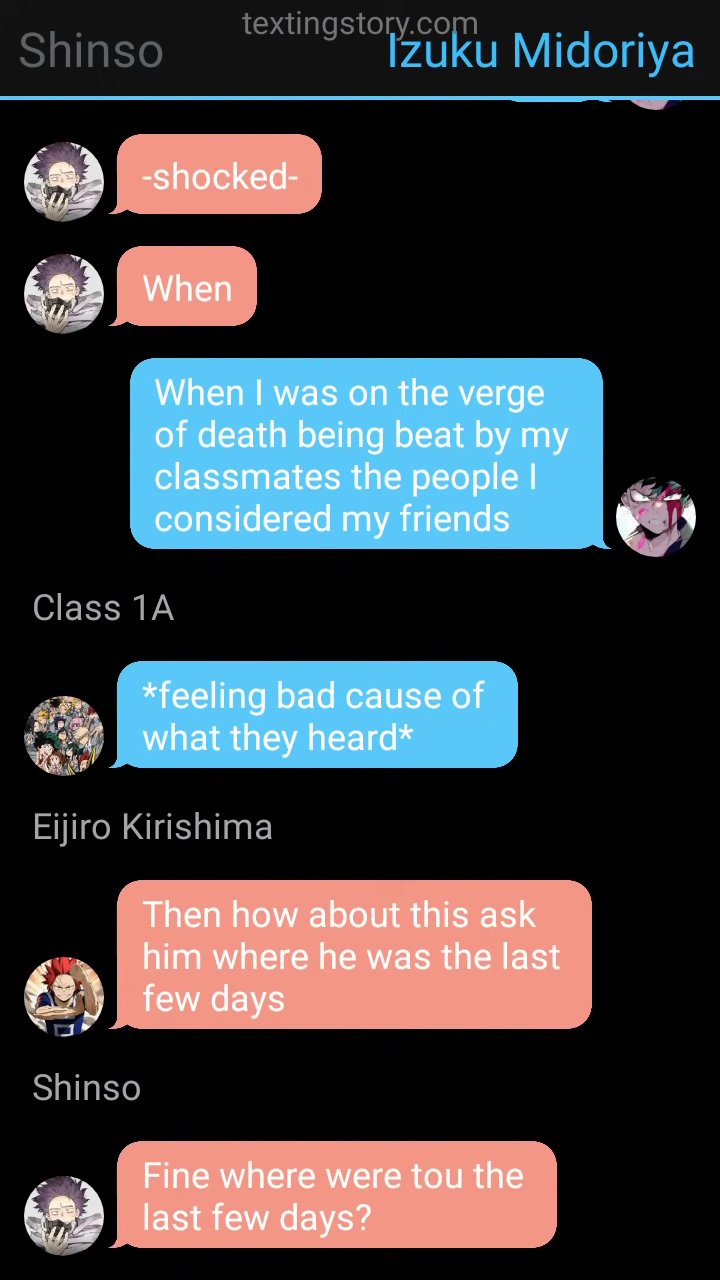 textingstory.com
Shinso
Izuku Midoriya
-shocked-
When
When I was on the verge
of death being beat by my
classmates the people I
considered my friends
Class 1A
*feeling bad cause of
what they heard*
Eijiro Kirishima
Then how about this ask
him where he was the last
few days
Shinso
Fine where were tou the
last few days?